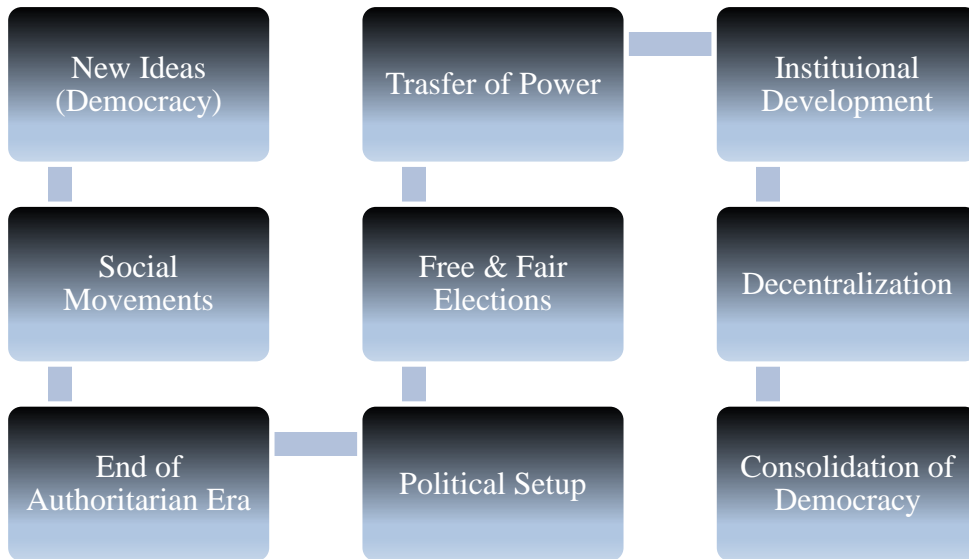 New Ideas
(Democracy)
Social
Movements
End of
Authoritarian Era
Political Setup
Free & Fair
Elections
Trasfer of Power
Instituional
Development
Decentralization
Consolidation of
Democracy